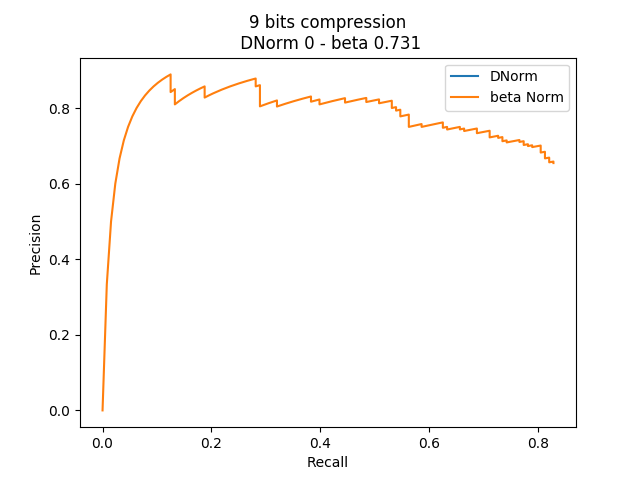 9 bits compression
DNorm 0 - beta 0.731
DNorm
beta Norm
0.8
0.6
0.4
0.2
0.0
Precision
0.0 0.2 0.4 0.6 0.8
Recall